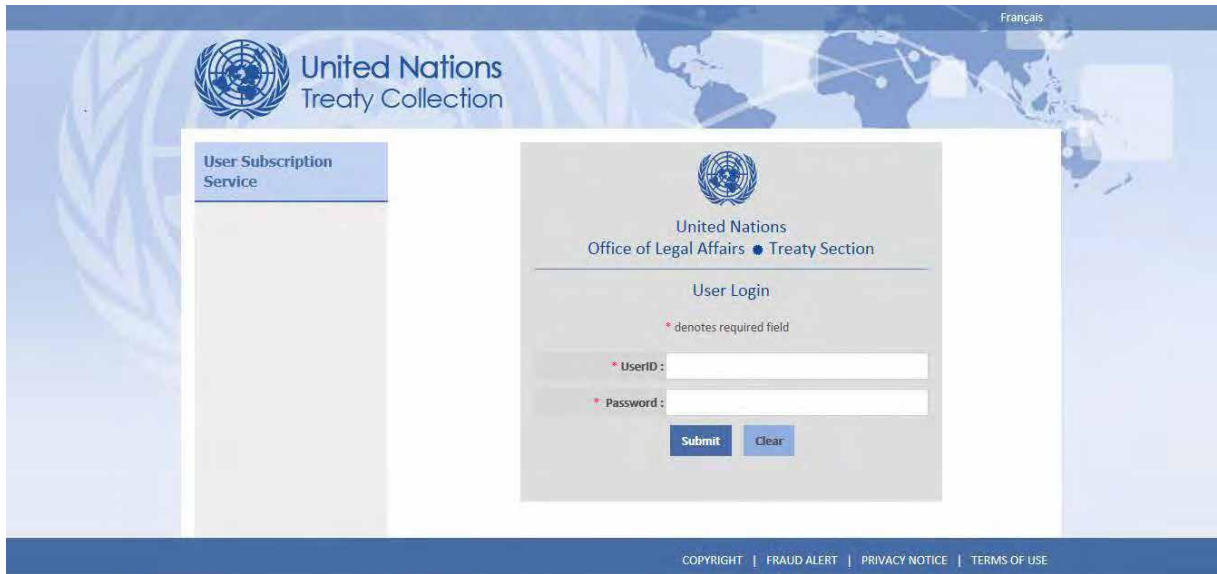 Français
United Nations
Treaty Collection
User Subscription
Service
United Nations
Office of Legal Affairs ● Treaty Section
User Login
* denotes required field
* UserID :
* Password :
Submit Clear
COPYRIGHT | FRAUD ALERT | PRIVACY NOTICE | TERMS OF USE